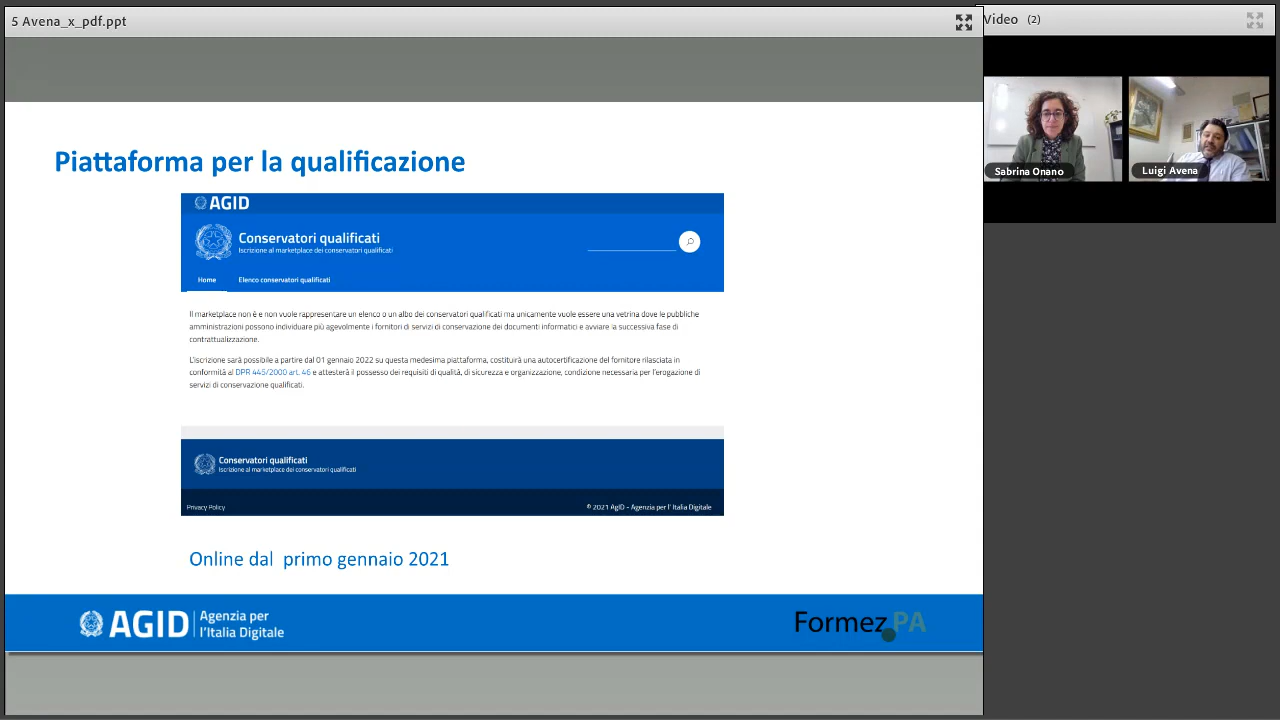 5 Avena_x_pdf.ppt
Video (2)
Sabrina Onano
Luigi Avena
Piattaforma per la qualificazione
AGID
Conservatori qualificati
Iscrizione al marketplace dei conservatori qualificati
Home
Elenco conservatori qualificati
Il marketplace non è e non vuole rappresentare un elenco o un albo dei conservatori qualificati ma unicamente vuole essere una vetrina dove le pubbliche
amministrazioni possono individuare più agevolmente i fornitori di servizi di conservazione dei documenti informatici e avviare la successiva fase di
contrattualizzazione.
L'iscrizione sarà possibile a partire dal 01 gennaio 2022 su questa medesima piattaforma, costituirà una autocertificazione del fornitore rilasciata in
conformità al DPR 445/2000 art. 46 e attesterà il possesso dei requisiti di qualità, di sicurezza e organizzazione, condizione necessaria per l'erogazione di
servizi di conservazione qualificati.
Conservatori qualificati
Iscrizione al marketplace dei conservatori qualificati
Privacy Policy
© 2021 AgID - Agenzia per l' Italia Digitale
Online dal  primo gennaio 2021
AGID
Agenzia per
l'Italia Digitale
Formez PA